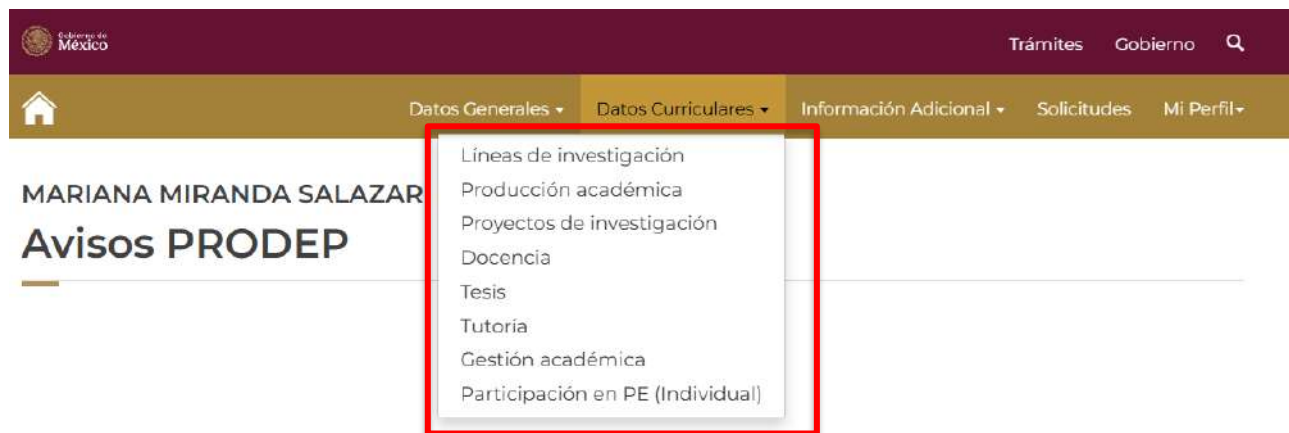 Gobierno de
México
Trámites Gobierno
Datos Generales Datos Curriculares Información Adicional Solicitudes Mi Perfil
Líneas de investigación
MARIANA MIRANDA SALAZAR
Producción académica
Proyectos de investigación
Avisos PRODEP
Docencia
Tesis
Tutoría
Gestión académica
Participación en PE (Individual)